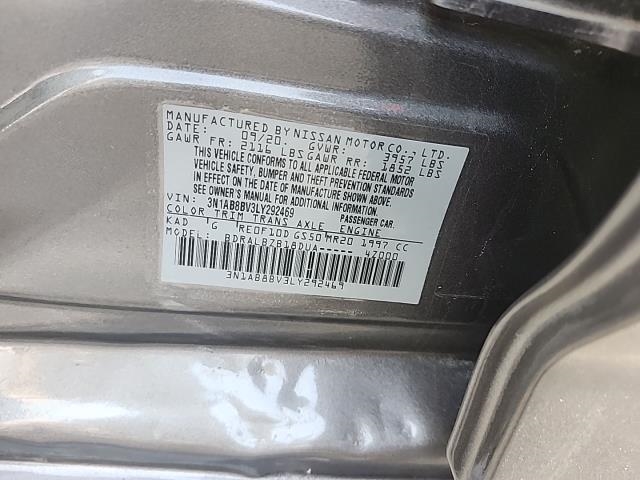 MANUFACTURED BY NISSAN MOTOR CO., LTD.
DATE: 09/20. GVWR: 3957 LBS
GAWR FR: 2116 LBS GAWR RR: 1852 LBS
THIS VEHICLE CONFORMS TO ALL APPLICABLE FEDERAL MOTOR
VEHICLE SAFETY, BUMPER AND THEFT PREVENTION STANDARDS
IN EFFECT ON THE DATE OF MANUFACTURE SHOWN ABOVE.
SEE OWNER'S MANUAL FOR ADDITIONAL INFORMATION.
VIN: 3N1AB8BV3LY292469 PASSENGER CAR.
COLOR TRIM TRANS AXLE ENGINE
KAD G RE0F10D GS50 MR20 1997 CC
MODEL: BDRALBZB18DUA----- 47000
3N1AB8BV3LY292469